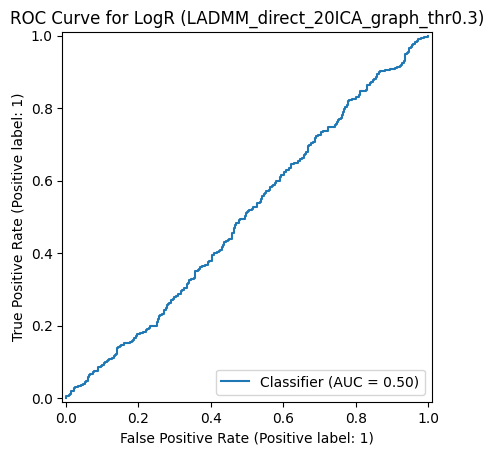 ROC Curve for LogR (LADMM_direct_20ICA_graph_thr0.3)
True Positive Rate (Positive label: 1)
1.0
0.8
0.6
0.4
0.2
0.0
Classifier (AUC = 0.50)
0.0 0.2 0.4 0.6 0.8 1.0
False Positive Rate (Positive label: 1)